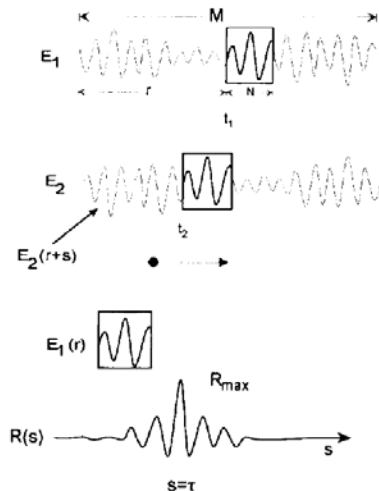 M
E1
r
N
t1
E2
t2
E2(r+s)
E1(r)
Rmax
R(s)
s
s=τ